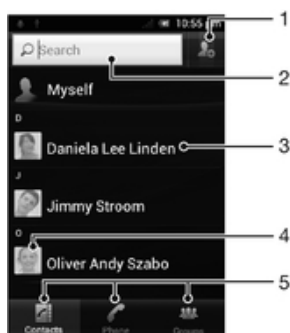 10:55 pm
1
Search
2
Myself
D
Daniela Lee Linden
3
J
Jimmy Stroom
O
4
Oliver Andy Szabo
5
Contacts
Phone
Groups